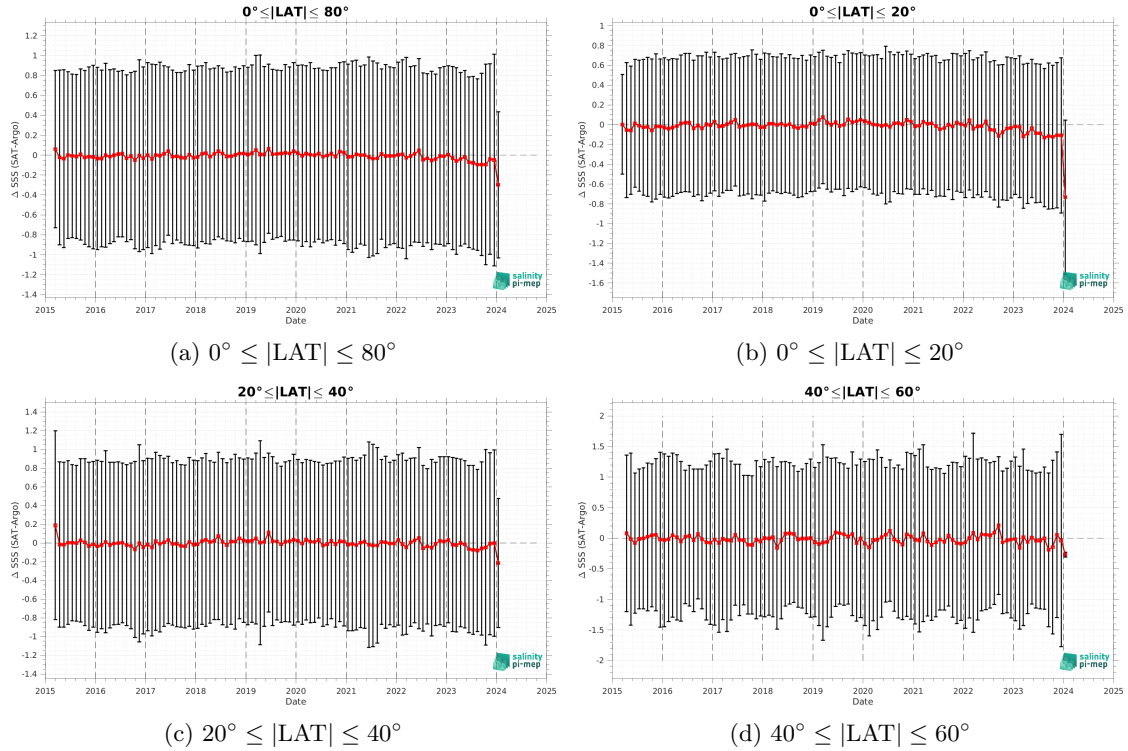 0°≤|LAT|≤ 80°
Δ SSS (SAT-Argo)
1.2
1
0.8
0.6
0.4
0.2
0
-0.2
-0.4
-0.6
-0.8
-1
-1.2
-1.4
2015 2016 2017 2018 2019 2020 2021 2022 2023 2024 2025
Date
salinity
pi-mep
(a) 0° ≤ |LAT| ≤ 80°
0°≤|LAT|≤ 20°
Δ SSS (SAT-Argo)
1
0.8
0.6
0.4
0.2
0
-0.2
-0.4
-0.6
-0.8
-1
-1.2
-1.4
-1.6
2015 2016 2017 2018 2019 2020 2021 2022 2023 2024 2025
Date
salinity
pi-mep
(b) 0° ≤ |LAT| ≤ 20°
20°≤|LAT|≤ 40°
Δ SSS (SAT-Argo)
1.4
1.2
1
0.8
0.6
0.4
0.2
0
-0.2
-0.4
-0.6
-0.8
-1
-1.2
-1.4
2015 2016 2017 2018 2019 2020 2021 2022 2023 2024 2025
Date
salinity
pi-mep
(c) 20° ≤ |LAT| ≤ 40°
40°≤|LAT|≤ 60°
Δ SSS (SAT-Argo)
2
1.5
1
0.5
0
-0.5
-1
-1.5
-2
2015 2016 2017 2018 2019 2020 2021 2022 2023 2024 2025
Date
salinity
pi-mep
(d) 40° ≤ |LAT| ≤ 60°